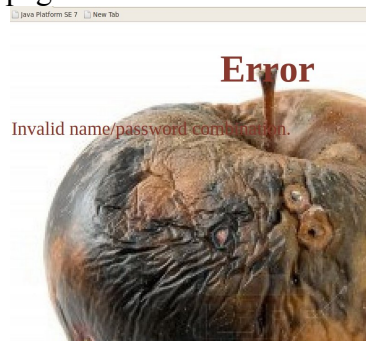 Java Platform SE 7 New Tab
Error
Invalid name/password combination.